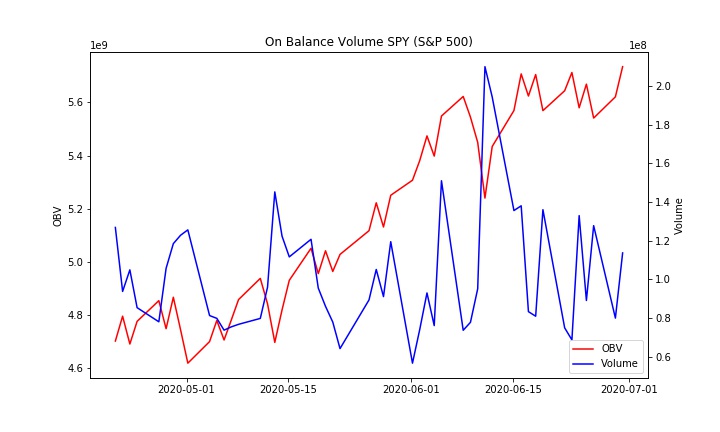 On Balance Volume SPY (S&P 500)
1e9
1e8
5.6
5.4
5.2
5.0
4.8
4.6
OBV
2.0
1.8
1.6
1.4
1.2
1.0
0.8
0.6
Volume
OBV
Volume
2020-05-01
2020-05-15
2020-06-01
2020-06-15
2020-07-01